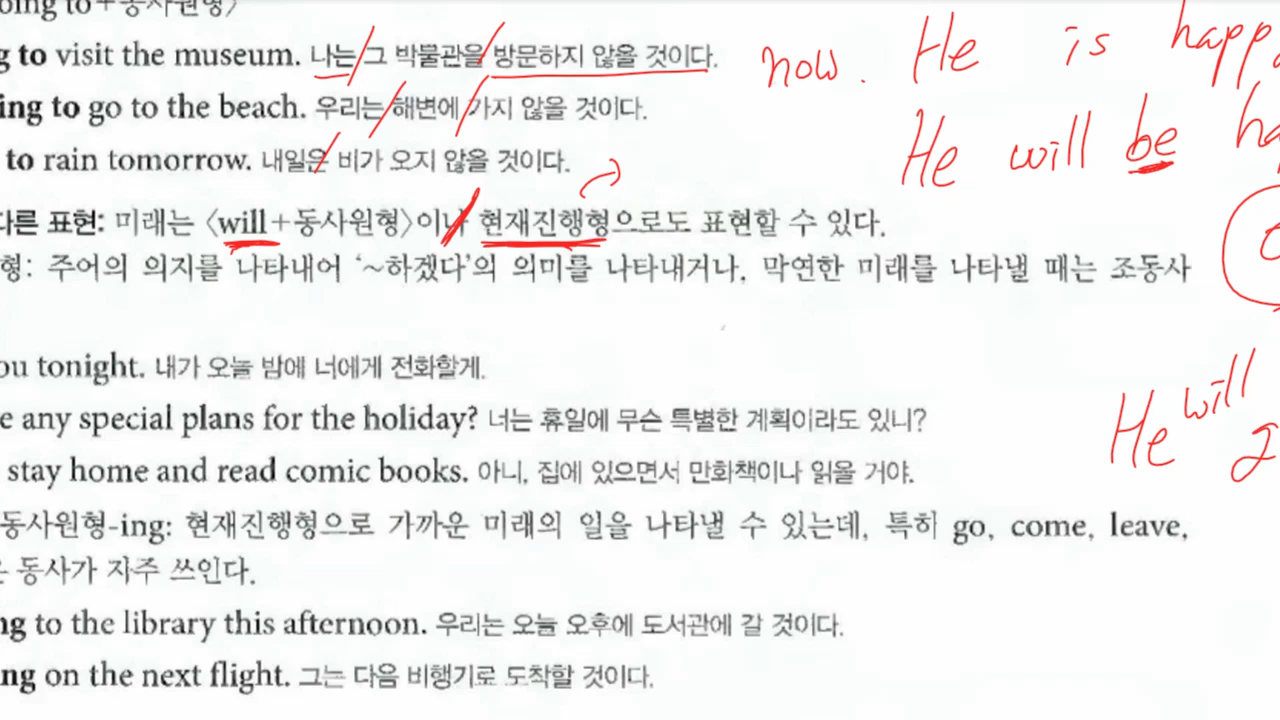 to+동사원형〉
to visit the museum. 나는 그 박물관을 방문하지 않을 것이다.
now. He is
to go to the beach. 우리는 해변에 가지 않을 것이다.
He will be
to rain tomorrow. 내일은 비가 오지 않을 것이다.
다른 표현: 미래는 〈will+동사원형〉이나 현재진행형으로도 표현할 수 있다.
형: 주어의 의지를 나타내어 ‘~하겠다’의 의미를 나타내거나, 막연한 미래를 나타낼 때는 조동사
tonight. 내가 오늘 밤에 너에게 전화할게.
He will
any special plans for the holiday? 너는 휴일에 무슨 특별한 계획이라도 있니?
stay home and read comic books. 아니, 집에 있으면서 만화책이나 읽을 거야.
동사원형-ing: 현재진행형으로 가까운 미래의 일을 나타낼 수 있는데, 특히 go, come, leave,
동사가 자주 쓰인다.
to the library this afternoon. 우리는 오늘 오후에 도서관에 갈 것이다.
on the next flight. 그는 다음 비행기로 도착할 것이다.